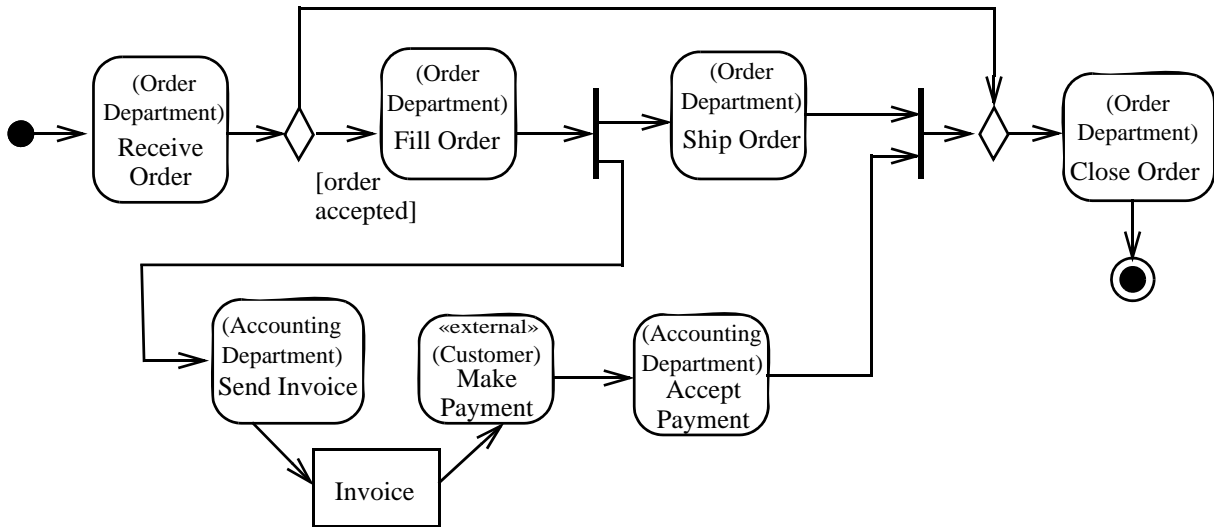 (Order
Department)
Receive
Order
[order
accepted]
(Order
Department)
Fill Order
(Order
Department)
Ship Order
(Order
Department)
Close Order
(Accounting
Department)
Send Invoice
Invoice
«external»
(Customer)
Make
Payment
(Accounting
Department)
Accept
Payment